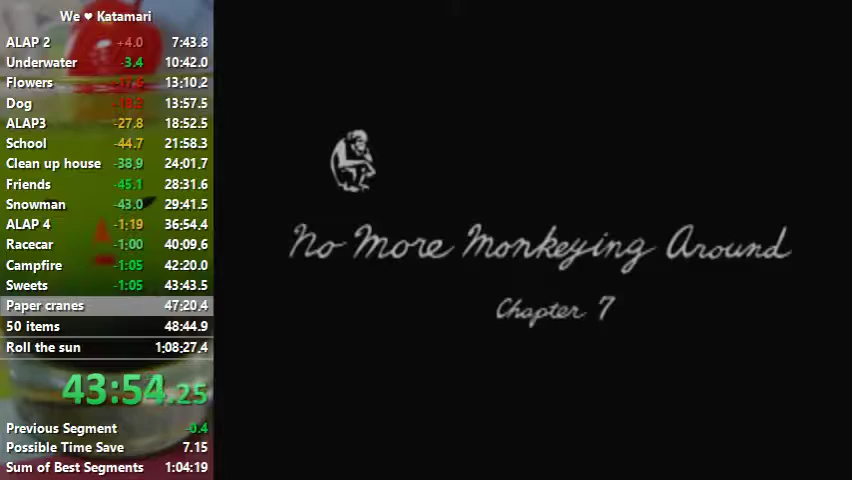 We ♥ Katamari
ALAP 2 +4.0 7:43.8
Underwater -3.4 10:42.0
Flowers -17.5 13:10.2
Dog -18.2 13:57.5
ALAP3 -27.8 18:52.5
School -44.7 21:58.3
Clean up house -38.9 24:01.7
Friends -45.1 28:31.6
Snowman -43.0 29:41.5
ALAP 4 -1:19 36:54.4
Racecar -1:00 40:09.6
Campfire -1:05 42:20.0
Sweets -1:05 43:43.5
Paper cranes 47:20.4
50 items 48:44.9
Roll the sun 1:08:27.4
43:54.25
Previous Segment -0.4
Possible Time Save 7.15
Sum of Best Segments 1:04:19
No More Monkeying Around
Chapter 7